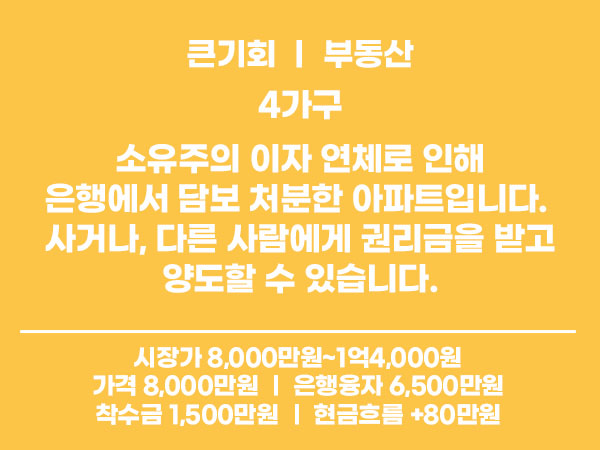 큰기회 ㅣ 부동산
4가구
소유주의 이자 연체로 인해
은행에서 담보 처분한 아파트입니다.
사거나, 다른 사람에게 권리금을 받고
양도할 수 있습니다.
시장가 8,000만원~1억4,000원
가격 8,000만원 ㅣ 은행융자 6,500만원
착수금 1,500만원 ㅣ 현금흐름 +80만원